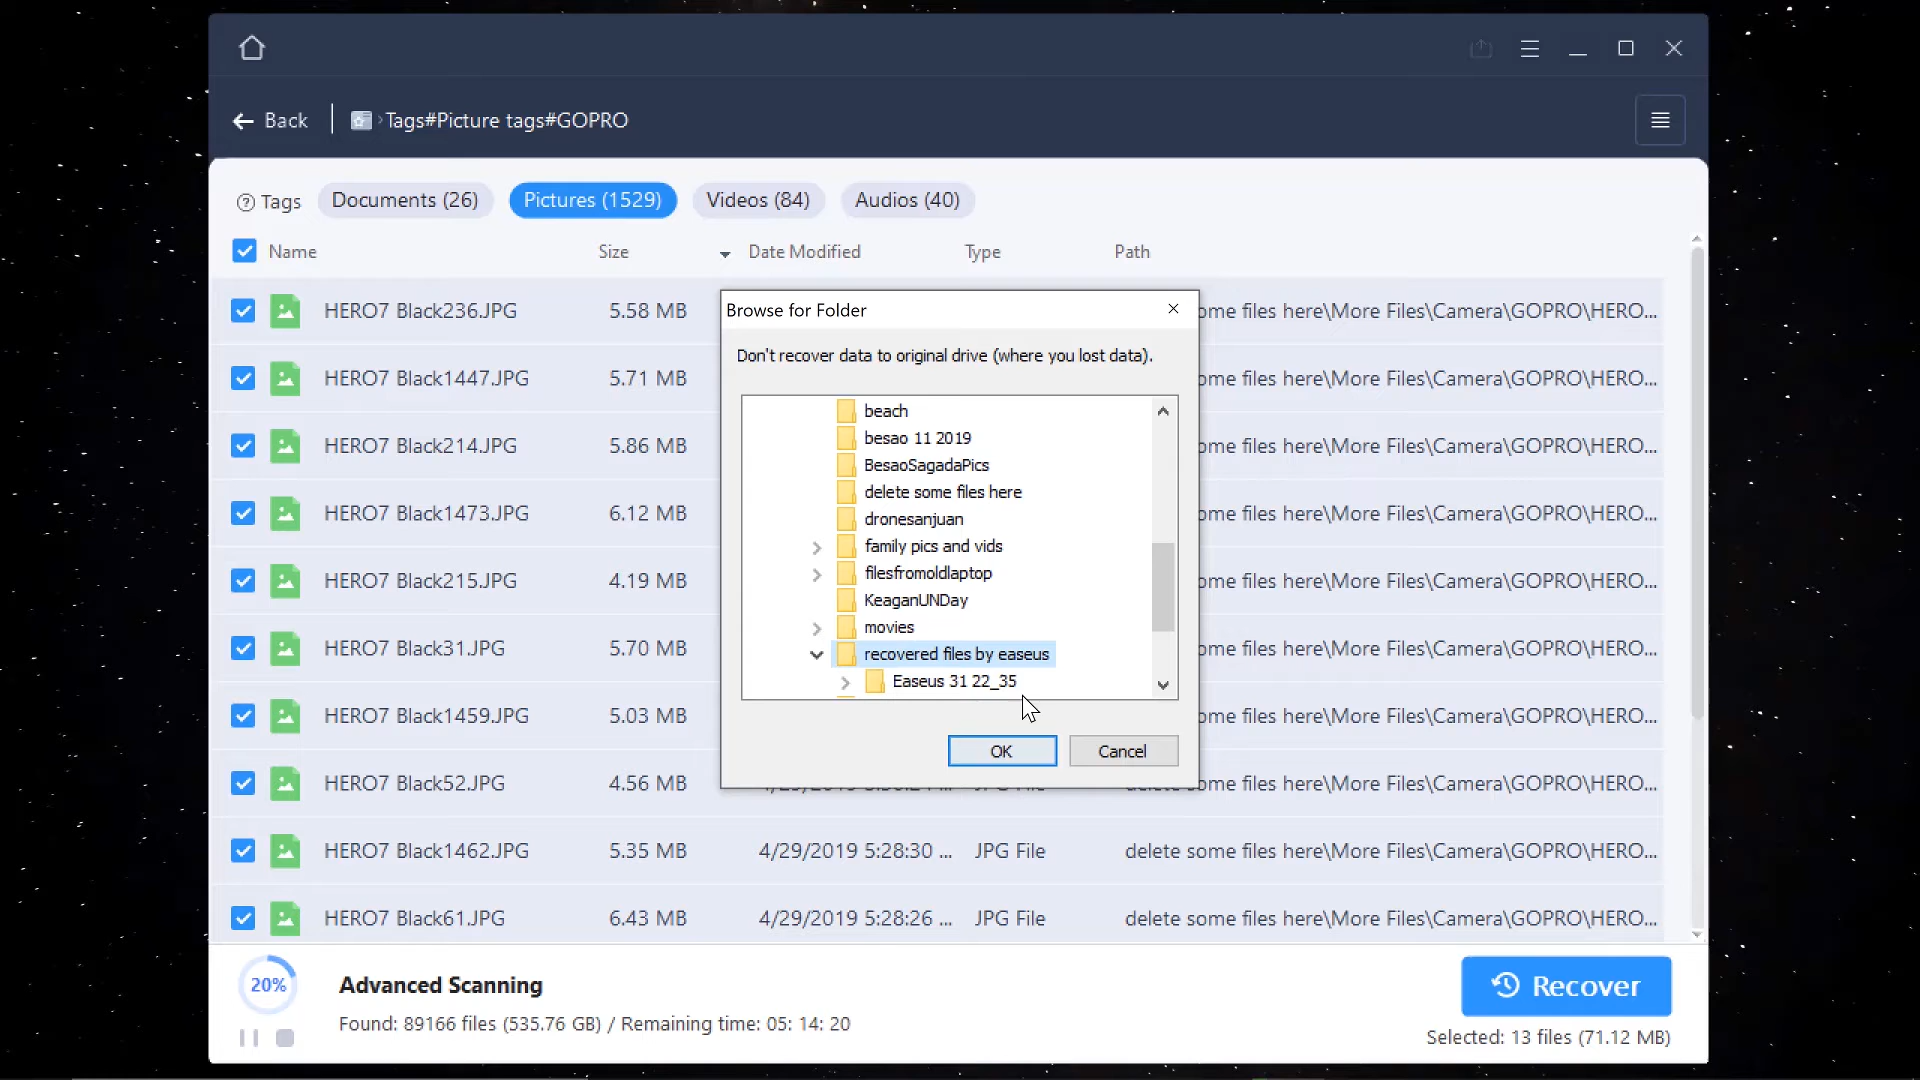 Back
Tags#Picture tags#GOPRO
Tags
Documents (26)
Pictures (1529)
Videos (84)
Audios (40)
Name Size Date Modified Type Path
HERO7 Black236.JPG 5.58 MB ome files here\More Files\Camera\GOPRO\HERO...
HERO7 Black1447.JPG 5.71 MB ome files here\More Files\Camera\GOPRO\HERO...
HERO7 Black214.JPG 5.86 MB ome files here\More Files\Camera\GOPRO\HERO...
HERO7 Black1473.JPG 6.12 MB ome files here\More Files\Camera\GOPRO\HERO...
HERO7 Black215.JPG 4.19 MB ome files here\More Files\Camera\GOPRO\HERO...
HERO7 Black31.JPG 5.70 MB ome files here\More Files\Camera\GOPRO\HERO...
HERO7 Black1459.JPG 5.03 MB ome files here\More Files\Camera\GOPRO\HERO...
HERO7 Black52.JPG 4.56 MB delete some files here\More Files\Camera\GOPRO\HERO...
HERO7 Black1462.JPG 5.35 MB 4/29/2019 5:28:30 ... JPG File delete some files here\More Files\Camera\GOPRO\HERO...
HERO7 Black61.JPG 6.43 MB 4/29/2019 5:28:26 ... JPG File delete some files here\More Files\Camera\GOPRO\HERO...
Browse for Folder
Don't recover data to original drive (where you lost data).
beach
besao 11 2019
BesaoSagadaPics
delete some files here
dronesanjuan
family pics and vids
filesfromoldlaptop
KeaganUNDay
movies
recovered files by easeus
Easeus 31 22_35
OK
Cancel
20%
Advanced Scanning
Found: 89166 files (535.76 GB) / Remaining time: 05: 14: 20
Recover
Selected: 13 files (71.12 MB)